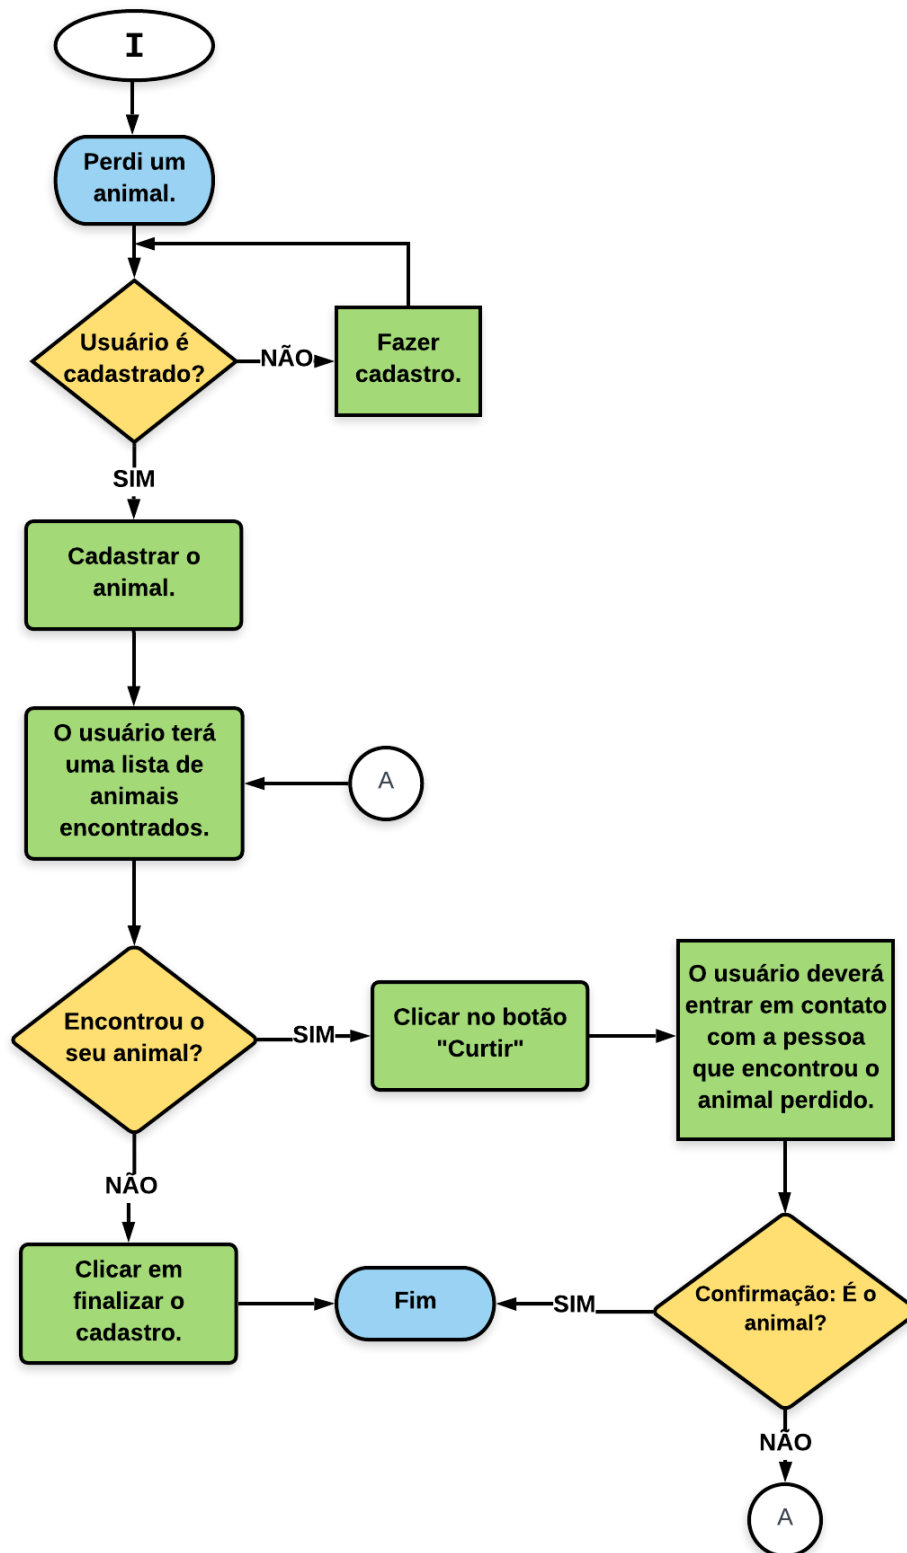 I
Perdi um
animal.
Usuário é
cadastrado?
NÃO
Fazer
cadastro.
SIM
Cadastrar o
animal.
O usuário terá
uma lista de
animais
encontrados.
A
Encontrou o
seu animal?
SIM
Clicar no botão
"Curtir"
O usuário deverá
entrar em contato
com a pessoa
que encontrou o
animal perdido.
NÃO
Clicar em
finalizar o
cadastro.
Fim
SIM
Confirmação: É o
animal?
NÃO
A